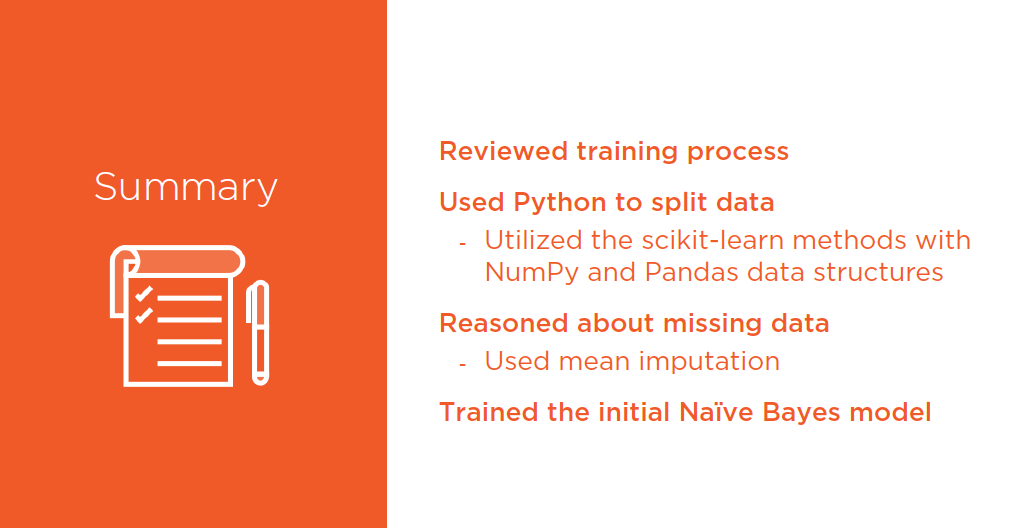 Summary
Reviewed training process
Used Python to split data
- Utilized the scikit-learn methods with
NumPy and Pandas data structures
Reasoned about missing data
- Used mean imputation
Trained the initial Naïve Bayes model